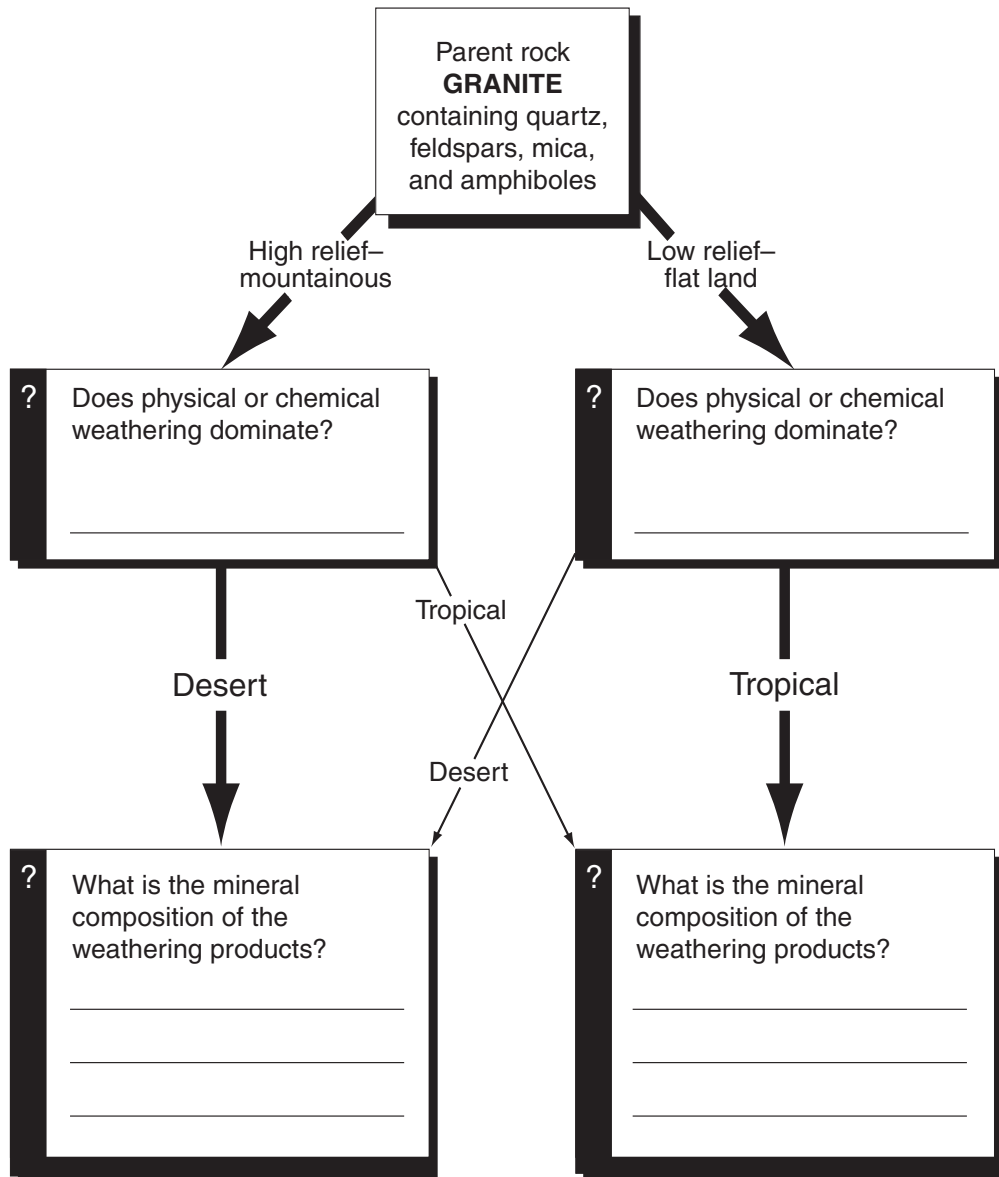 Parent rock
GRANITE
containing quartz,
feldspars, mica,
and amphiboles
High relief–
mountainous
Low relief–
flat land
?
Does physical or chemical
weathering dominate?
?
Does physical or chemical
weathering dominate?
Tropical
Desert
Tropical
Desert
?
What is the mineral
composition of the
weathering products?
?
What is the mineral
composition of the
weathering products?